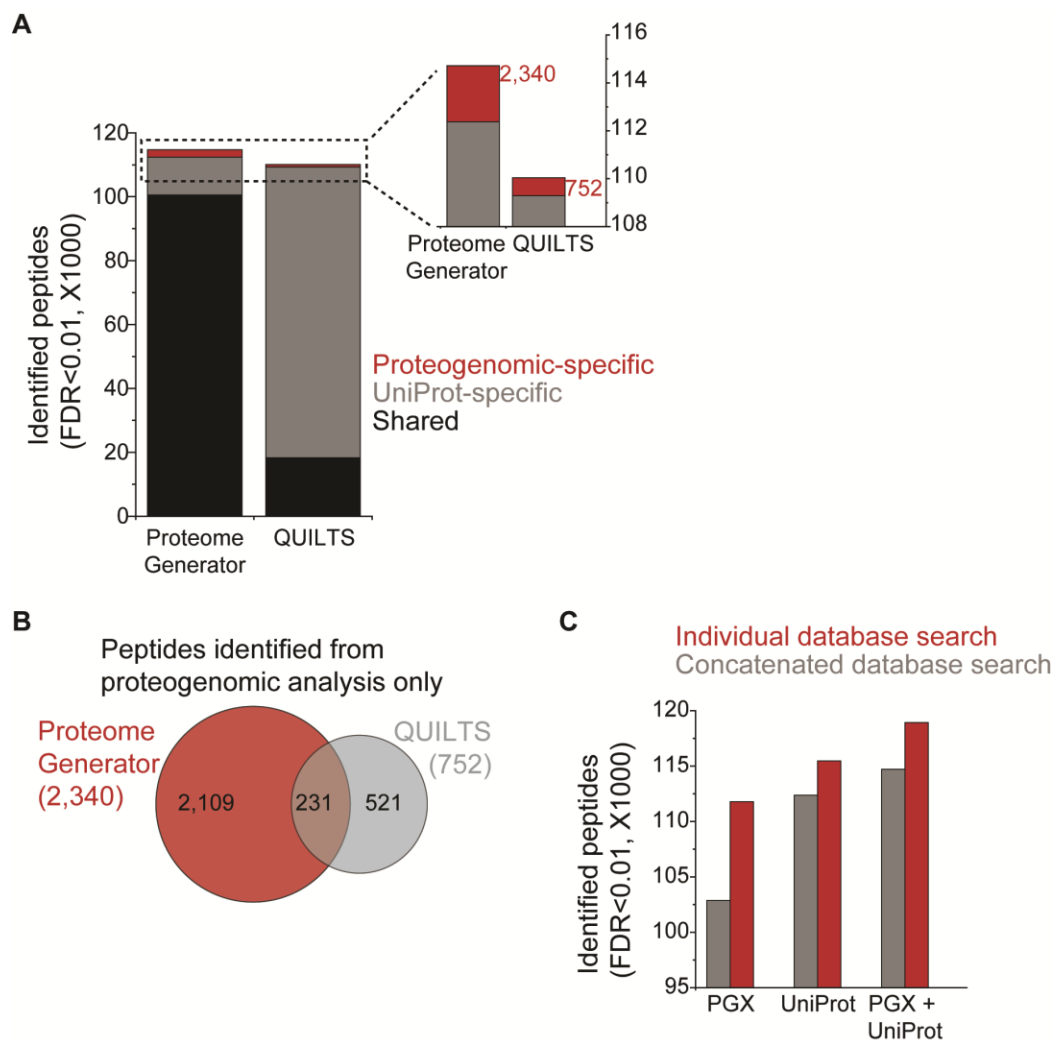 A
116
114
112
110
108
2,340
752
Proteome
Generator
QUILTS
120
100
80
60
40
20
0
Identified peptides
(FDR<0.01, X1000)
Proteogenomic-specific
UniProt-specific
Shared
Proteome
Generator
QUILTS
B
Peptides identified from
proteogenomic analysis only
Proteome
Generator
(2,340)
QUILTS
(752)
2,109
231
521
C
Individual database search
Concatenated database search
120
115
110
105
100
95
Identified peptides
(FDR<0.01, X1000)
PGX
UniProt
PGX +
UniProt